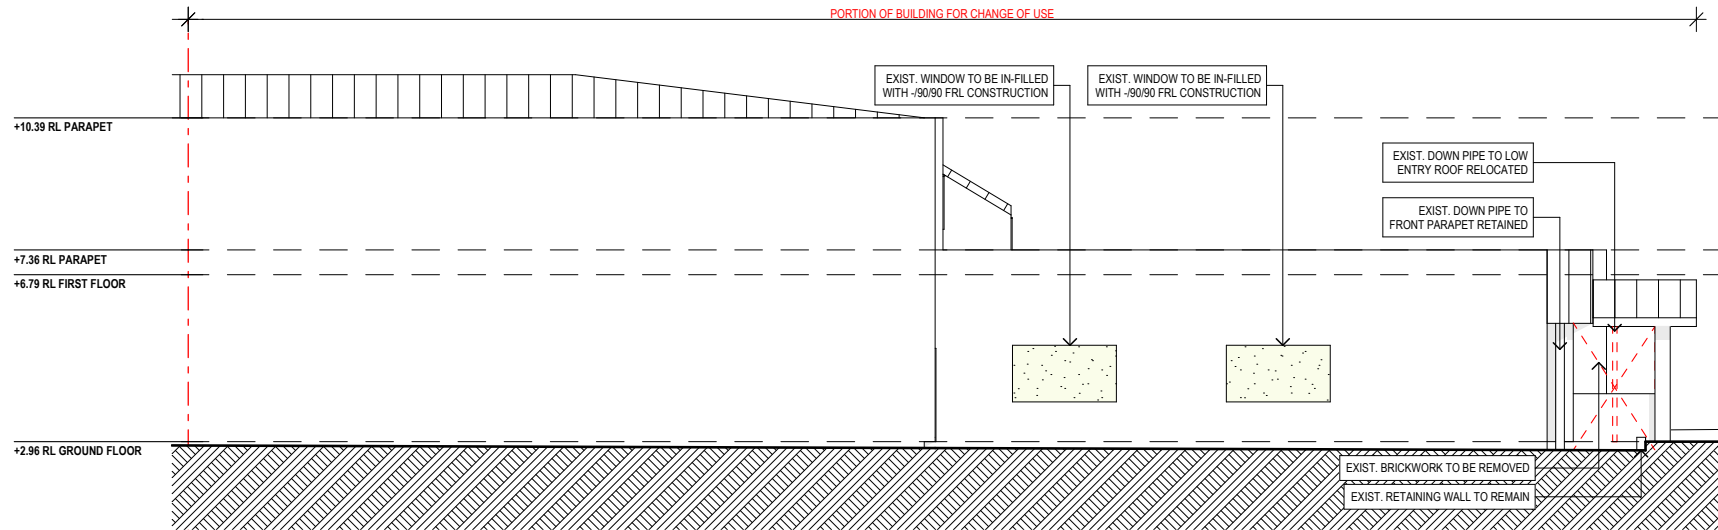 PORTION OF BUILDING FOR CHANGE OF USE
EXIST. WINDOW TO BE IN-FILLED
WITH -/90/90 FRL CONSTRUCTION
EXIST. WINDOW TO BE IN-FILLED
WITH -/90/90 FRL CONSTRUCTION
+10.39 RL PARAPET
EXIST. DOWN PIPE TO LOW
ENTRY ROOF RELOCATED
EXIST. DOWN PIPE TO
FRONT PARAPET RETAINED
+7.36 RL PARAPET
+6.79 RL FIRST FLOOR
+2.96 RL GROUND FLOOR
EXIST. BRICKWORK TO BE REMOVED
EXIST. RETAINING WALL TO REMAIN